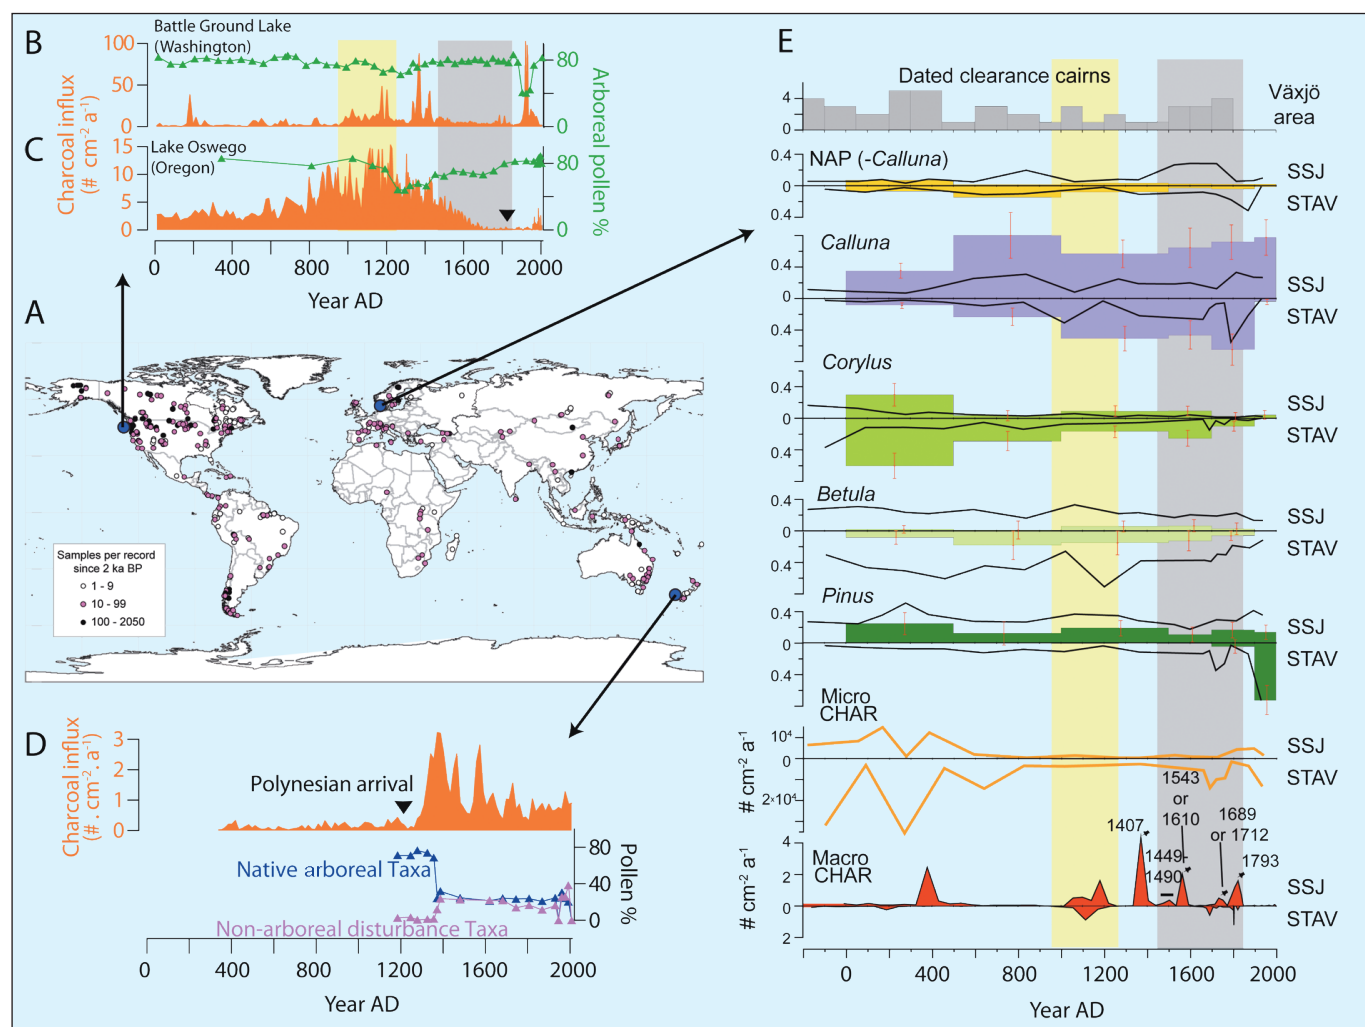 B
Battle Ground Lake
(Washington)
100
50
0
80
0
C
Lake Oswego
(Oregon)
15
10
5
0
80
0
Charcoal influx
(# cm-2 a-1)
Arboreal pollen %
0
400
800
1200
1600
2000
Year AD
A
Samples per record
since 2 ka BP
1 - 9
10 - 99
100 - 2050
D
Charcoal influx
(#. cm-2. a-1)
3
2
1
0
Polynesian arrival
Native arboreal Taxa
Non-arboreal disturbance Taxa
80
40
0
Pollen %
0
400
800
1200
1600
2000
Year AD
E
Dated clearance cairns
4
2
0
Växjö
area
NAP (-Calluna)
0.4
0
0.4
SSJ
STAV
Calluna
0.4
0
0.4
SSJ
STAV
Corylus
0.4
0
0.4
SSJ
STAV
Betula
0.4
0
0.4
SSJ
STAV
Pinus
0.4
0
0.4
SSJ
STAV
Micro
CHAR
10⁴
0
2×10⁴
# cm-2 a-1
SSJ
STAV
1543
or
1610
1689
or 1712
1407
1449-
1490
1793
Macro
CHAR
4
2
0
2
# cm-2 a-1
SSJ
STAV
0
400
800
1200
1600
2000
Year AD